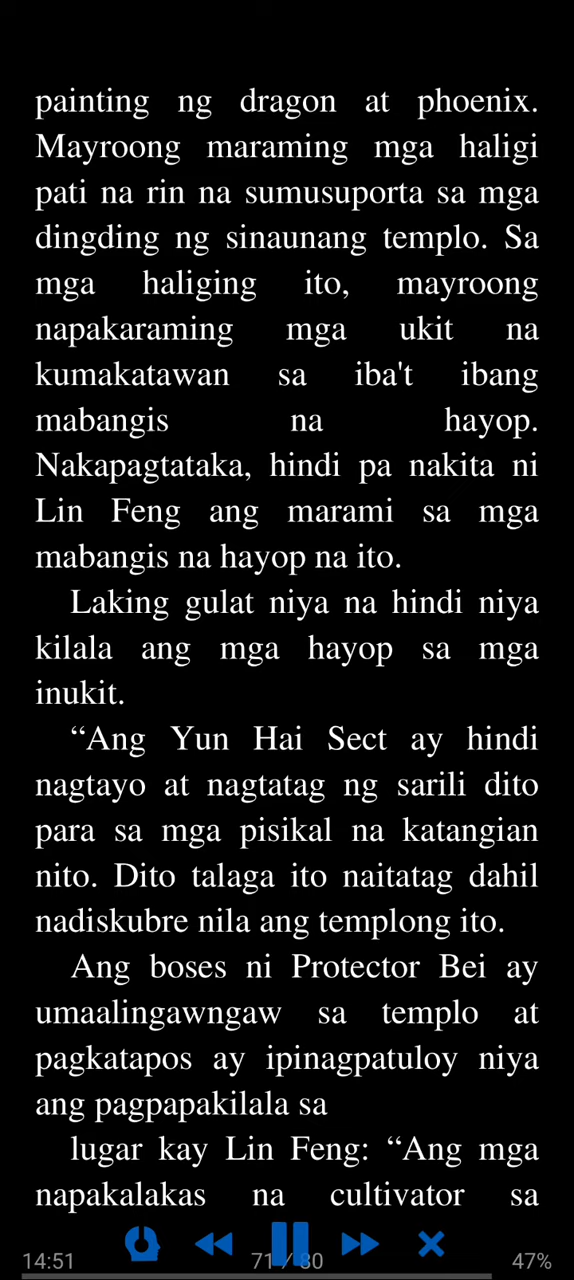 painting ng dragon at phoenix.
Mayroong maraming mga haligi
pati na rin na sumusuporta sa mga
dingding ng sinaunang templo. Sa
mga haliging ito, mayroong
napakaraming mga ukit na
kumakatawan sa iba't ibang
mabangis na hayop.
Nakapagtataka, hindi pa nakita ni
Lin Feng ang marami sa mga
mabangis na hayop na ito.
Laking gulat niya na hindi niya
kilala ang mga hayop sa mga
inukit.
“Ang Yun Hai Sect ay hindi
nagtayo at nagtatag ng sarili dito
para sa mga pisikal na katangian
nito. Dito talaga ito naitatag dahil
nadiskubre nila ang templong ito.
Ang boses ni Protector Bei ay
umaalingawngaw sa templo at
pagkatapos ay ipinagpatuloy niya
ang pagpapakilala sa
lugar kay Lin Feng: “Ang mga
napakalakas na cultivator sa
14:51 71 / 80 47%